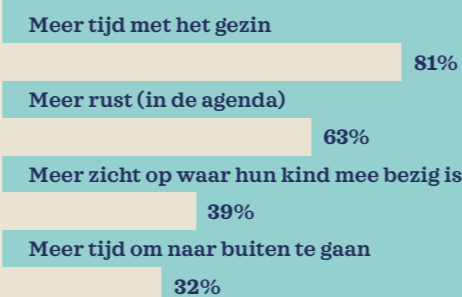 Meer tijd met het gezin
81%
Meer rust (in de agenda)
63%
Meer zicht op waar hun kind mee bezig is
39%
Meer tijd om naar buiten te gaan
32%